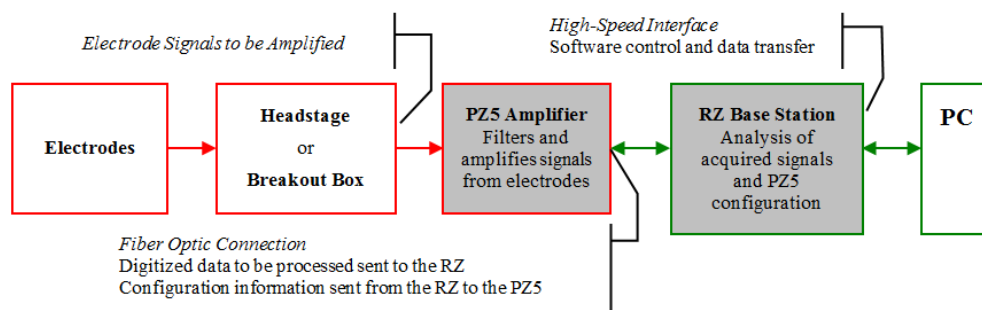 Electrode Signals to be Amplified
High-Speed Interface
Software control and data transfer
Electrodes
Headstage
or
Breakout Box
PZ5 Amplifier
Filters and
amplifies signals
from electrodes
RZ Base Station
Analysis of
acquired signals
and PZ5
configuration
PC
Fiber Optic Connection
Digitized data to be processed sent to the RZ
Configuration information sent from the RZ to the PZ5